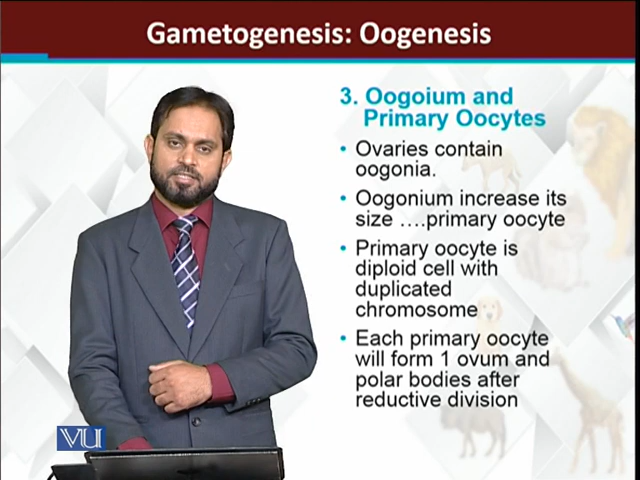 Gametogenesis: Oogenesis
3. Oogoium and
Primary Oocytes
• Ovaries contain
oogonia.
• Oogonium increase its
size ....primary oocyte
• Primary oocyte is
diploid cell with
duplicated
chromosome
• Each primary oocyte
will form 1 ovum and
polar bodies after
reductive division
VU